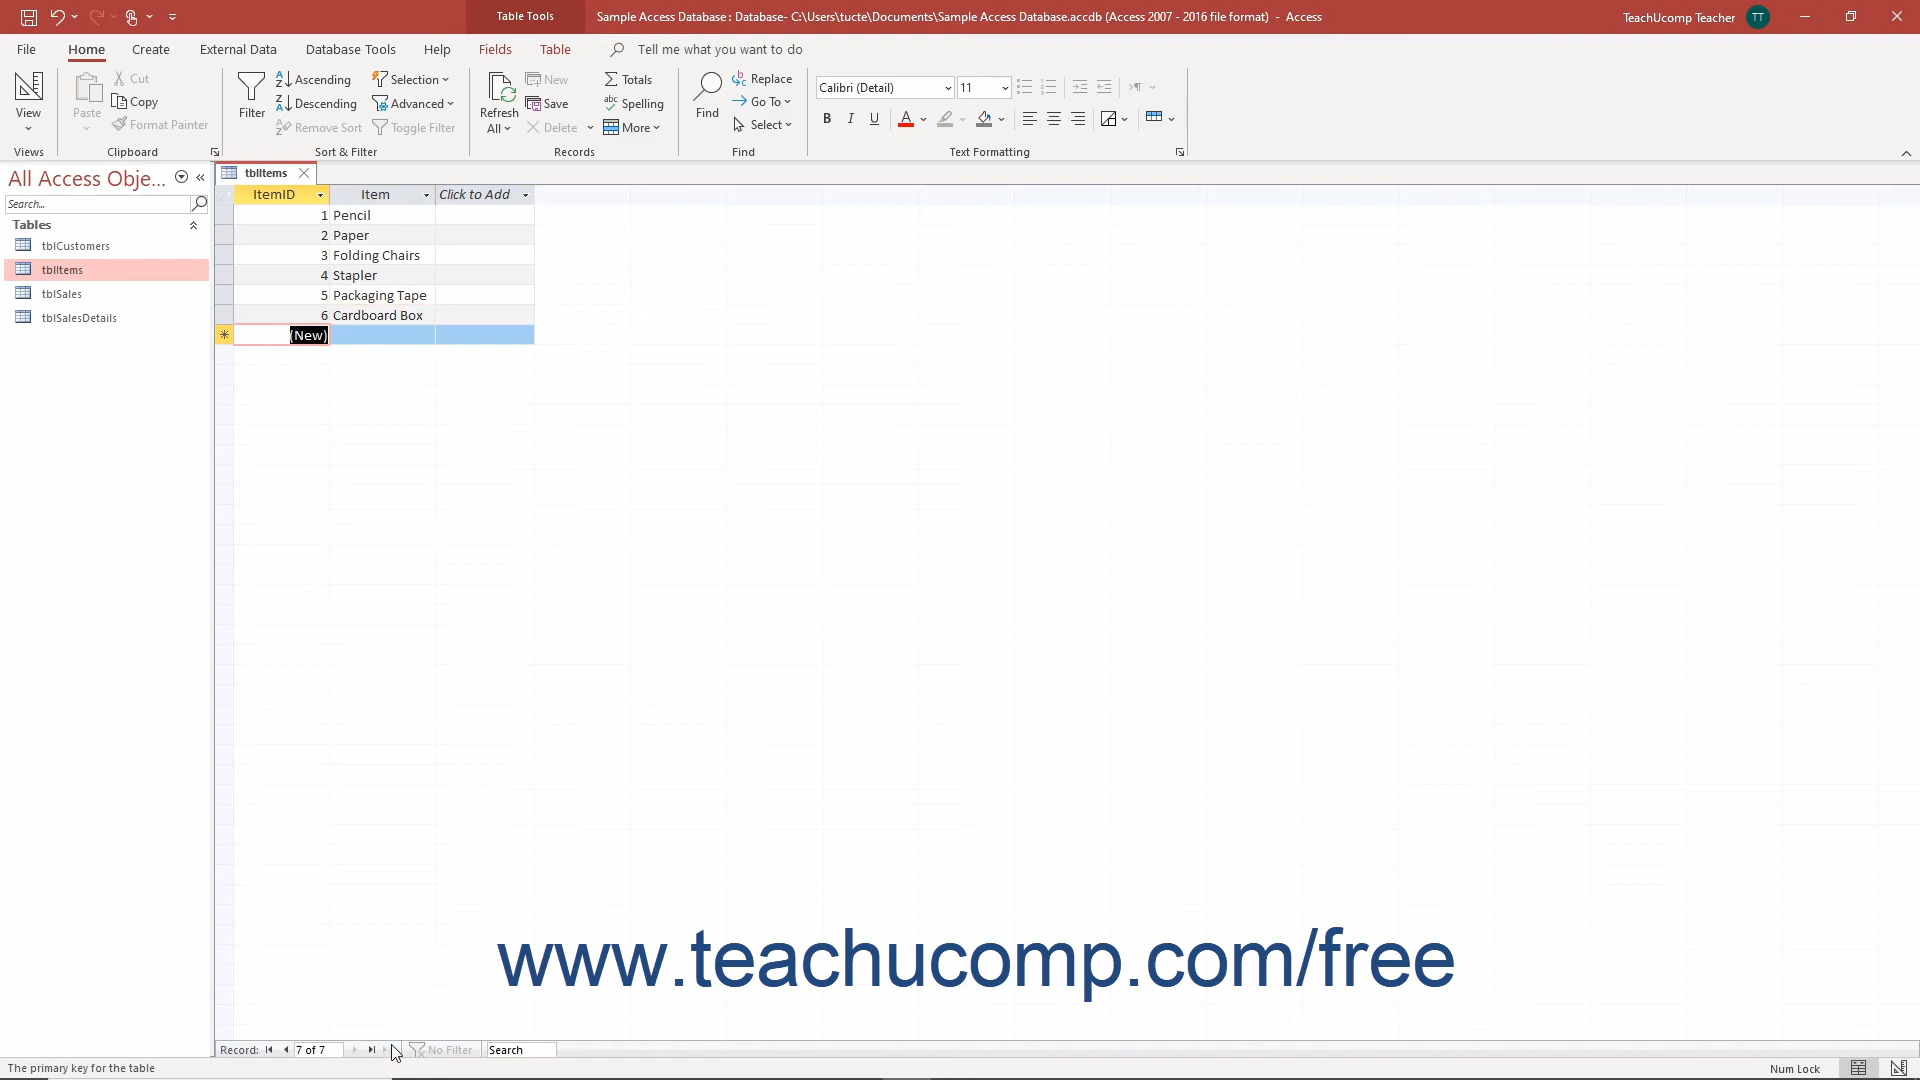 Table Tools
Sample Access Database : Database- C:\Users\tucte\Documents\Sample Access Database.accdb (Access 2007 - 2016 file format) - Access
TeachUcomp Teacher TT
File Home Create External Data Database Tools Help Fields Table Tell me what you want to do
View
Views
Paste
Cut
Copy
Format Painter
Clipboard
Filter
Ascending
Descending
Remove Sort
Selection
Advanced
Toggle Filter
Sort & Filter
Refresh
All
New
Save
Delete
Totals
Spelling
More
Records
Find
Replace
Go To
Select
Find
Calibri (Detail) 11
B I U
Text Formatting
All Access Obje...
Search...
Tables
tblCustomers
tblItems
tblSales
tblSalesDetails
tblItems
ItemID Item Click to Add
1 Pencil
2 Paper
3 Folding Chairs
4 Stapler
5 Packaging Tape
6 Cardboard Box
(New)
www.teachucomp.com/free
Record: 7 of 7 No Filter Search
The primary key for the table
Num Lock